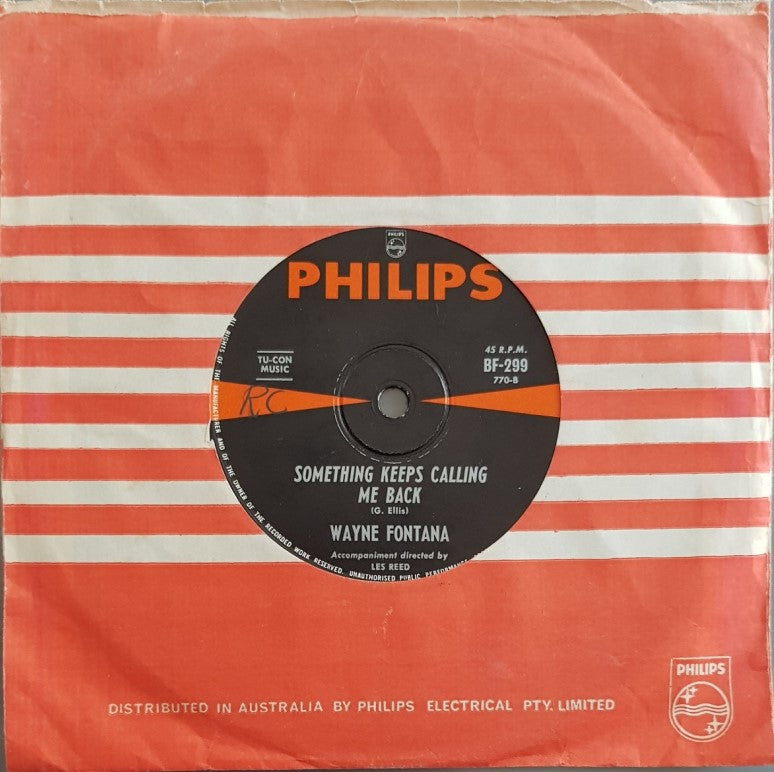 PHILIPS
PHILIPS
TU-CON
MUSIC
45 R.P.M.
BF-299
770-B
RC
SOMETHING KEEPS CALLING
ME BACK
(G. Ellis)
WAYNE FONTANA
Accompaniment directed by
LES REED
ALL RIGHTS OF THE MANUFACTURER AND OF THE OWNER OF THE RECORDED WORK RESERVED. UNAUTHORISED PUBLIC PERFORMANCE
PHILIPS
DISTRIBUTED IN AUSTRALIA BY PHILIPS ELECTRICAL PTY. LIMITED